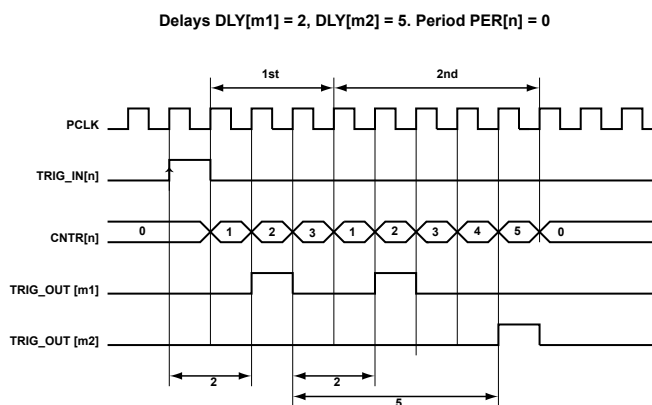 Delays DLY[m1] = 2, DLY[m2] = 5. Period PER[n] = 0
1st 2nd
PCLK
TRIG_IN[n]
CNTR[n] 0 1 2 3 1 2 3 4 5 0
TRIG_OUT [m1]
TRIG_OUT [m2]
2 2
5